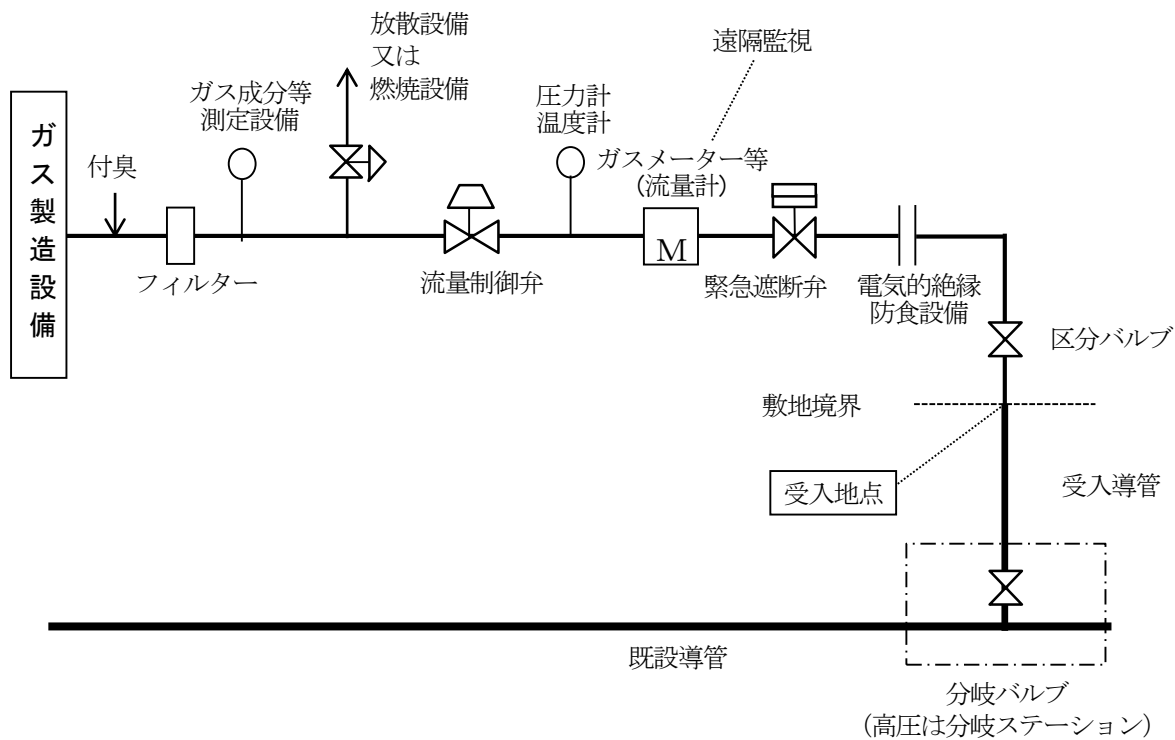 放散設備
又は
燃焼設備
遠隔監視
ガス成分等
測定設備
圧力計
温度計
ガス製造設備
付臭
ガスメーター等
（流量計）
M
フィルター
流量制御弁
緊急遮断弁
電気的絶縁
防食設備
区分バルブ
敷地境界
受入地点
受入導管
既設導管
分岐バルブ
（高圧は分岐ステーション）